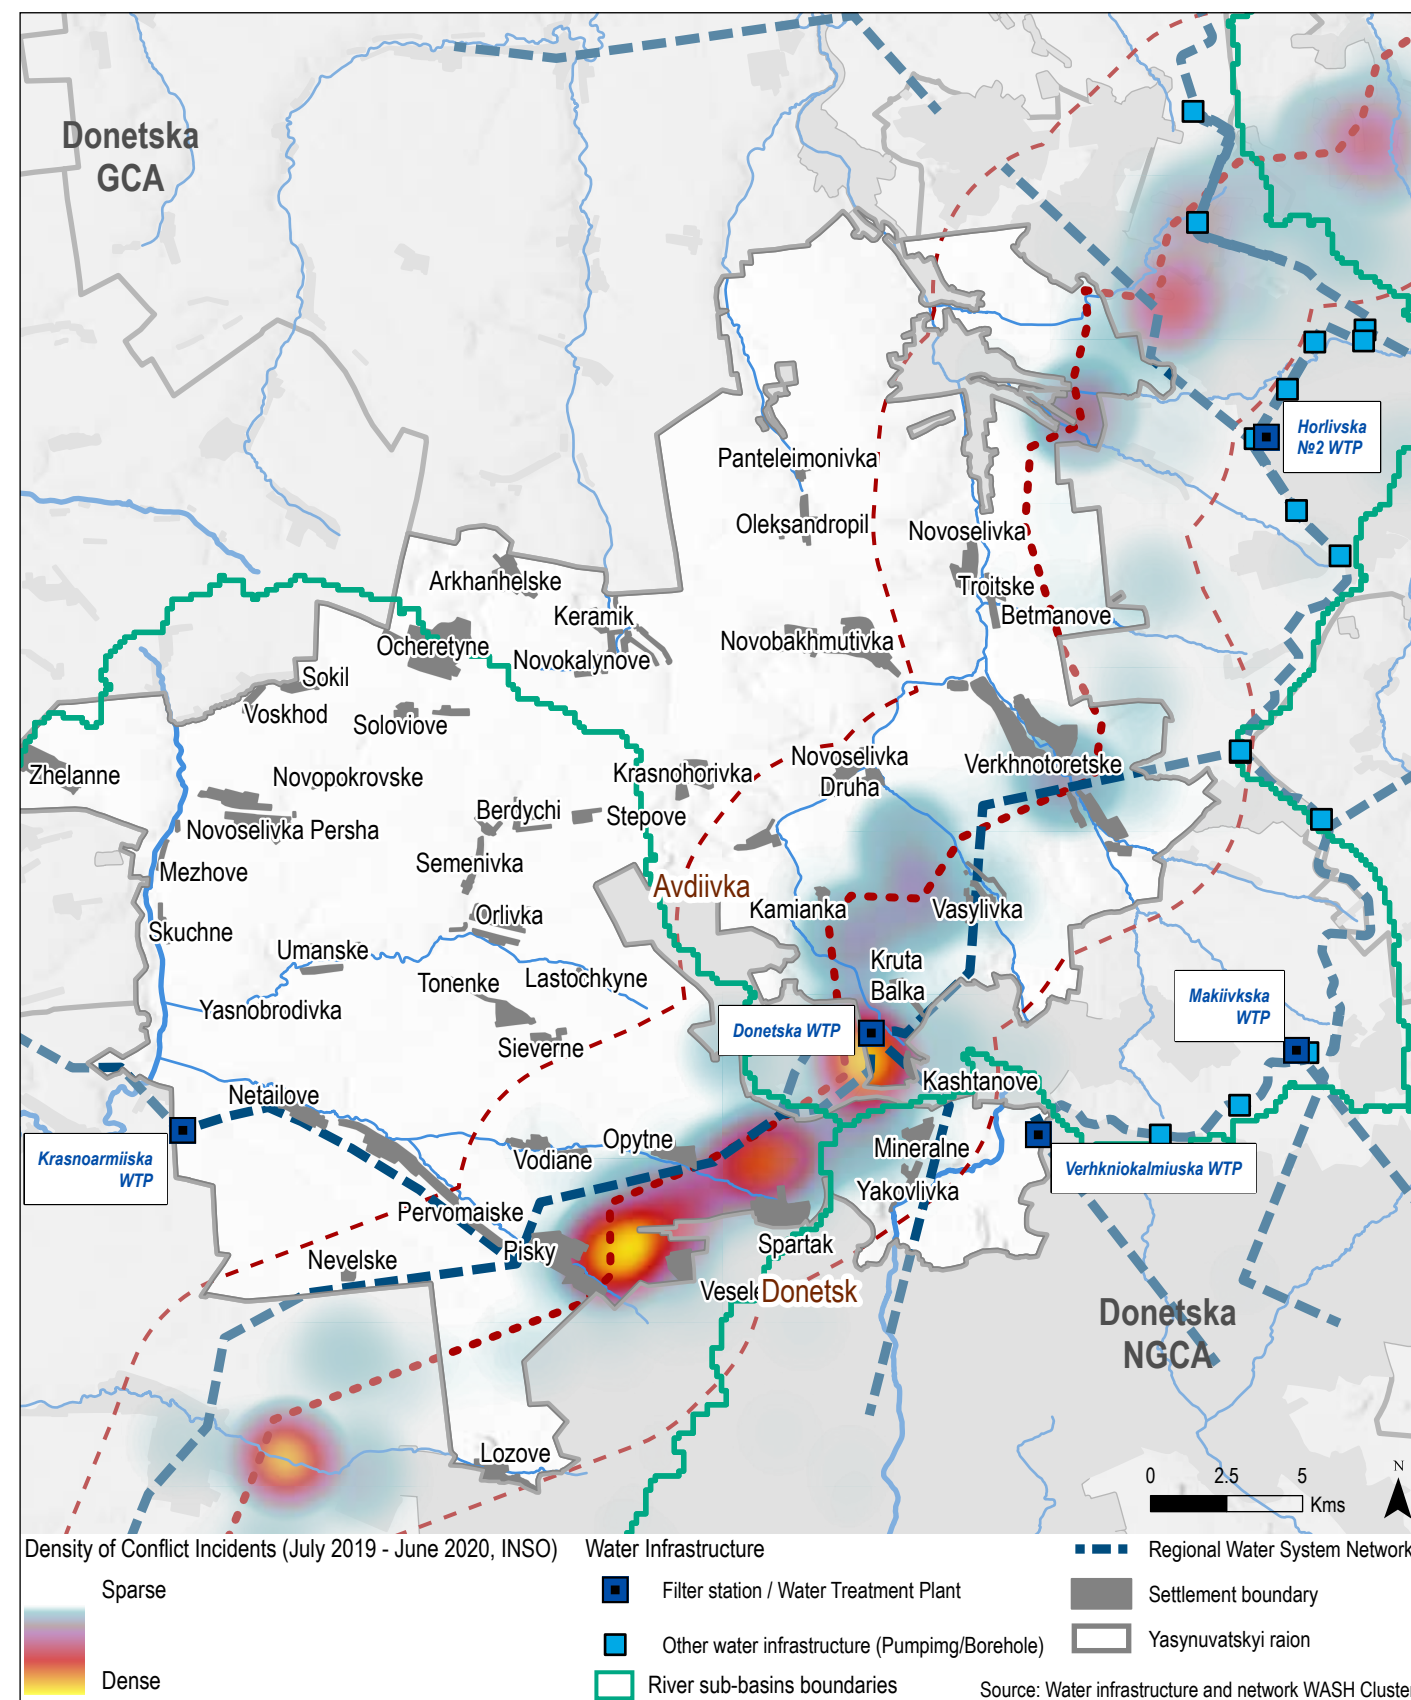 Donetska
GCA
Horlivska
№2 WTP
Panteleimonivka
Oleksandropil
Novoselivka
Arkhanhelske
Troitske
Keramik
Betmanove
Ocheretyne
Novobakhmutivka
Novokalynove
Sokil
Voskhod
Soloviove
Zhelanne
Novopokrovske
Krasnohorivka
Novoselivka
Druha
Verkhnotoretske
Berdychi
Stepove
Novoselivka Persha
Semenivka
Mezhove
Avdiivka
Kamianka
Vasylivka
Orlivka
Skuchne
Umanske
Kruta
Balka
Tonenke
Lastochkyne
Yasnobrodivka
Makiivkska
WTP
Donetska WTP
Sieverne
Kashtanove
Netailove
Opytne
Vodiane
Mineralne
Krasnoarmiiska
WTP
Verhkniokalmiuska WTP
Yakovlivka
Pervomaiske
Spartak
Pisky
Nevelske
Vesele
Donetsk
Donetska
NGCA
Lozove
N
0 2.5 5
Kms
Density of Conflict Incidents (July 2019 - June 2020, INSO)
Sparse
Dense
Water Infrastructure
Filter station / Water Treatment Plant
Other water infrastructure (Pumpimg/Borehole)
River sub-basins boundaries
Regional Water System Network
Settlement boundary
Yasynuvatskyi raion
Source: Water infrastructure and network WASH Cluster